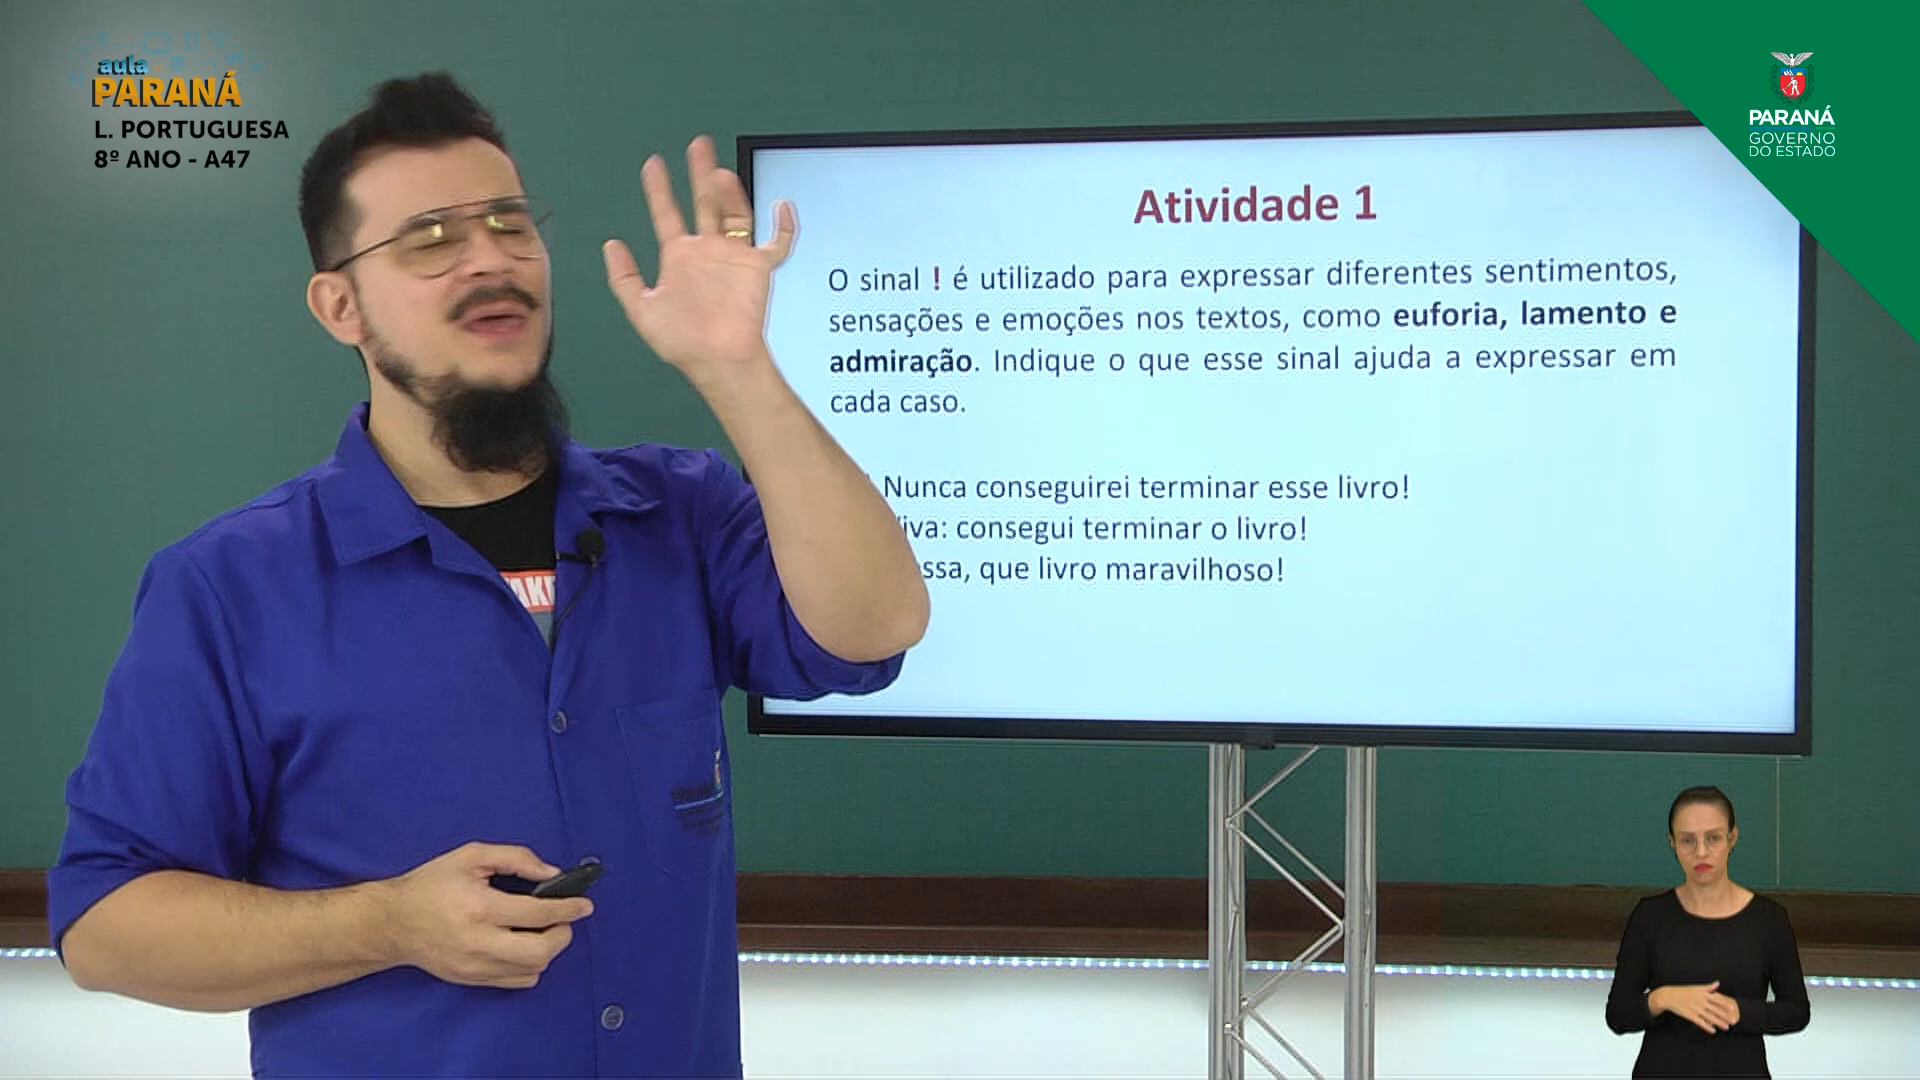 aula
PARANÁ
L. PORTUGUESA
8º ANO - A47
PARANÁ
GOVERNO
DO ESTADO
Atividade 1
O sinal ! é utilizado para expressar diferentes sentimentos,
sensações e emoções nos textos, como euforia, lamento e
admiração. Indique o que esse sinal ajuda a expressar em
cada caso.
Nunca conseguirei terminar esse livro!
iva: consegui terminar o livro!
ssa, que livro maravilhoso!